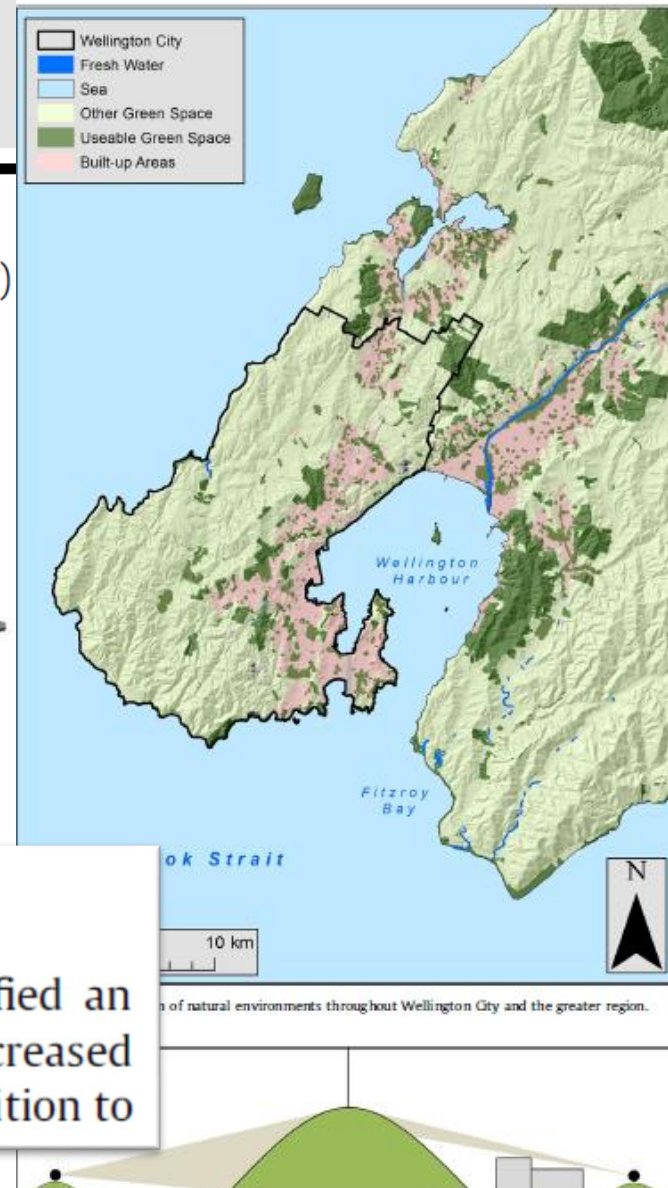 Wellington City
Fresh Water
Sea
Other Green Space
Useable Green Space
Built-up Areas
)
Wellington
Harbour
Fitzroy
Bay
ok Strait
N
10 km
of natural environments throughout Wellington City and the greater region.
fied an
creased
ition to